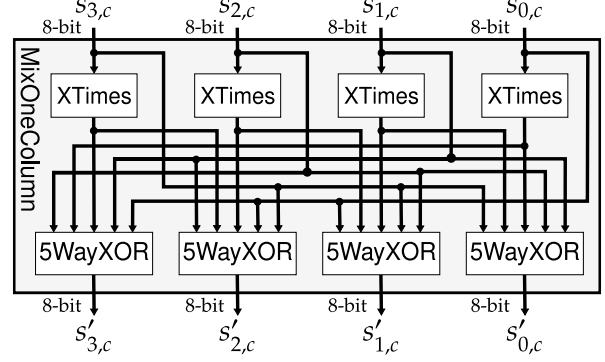 s3,c s2,c s1,c s0,c
8-bit 8-bit 8-bit 8-bit
MixOneColumn
XTimes XTimes XTimes XTimes
5WayXOR 5WayXOR 5WayXOR 5WayXOR
8-bit 8-bit 8-bit 8-bit
s′3,c s′2,c s′1,c s′0,c